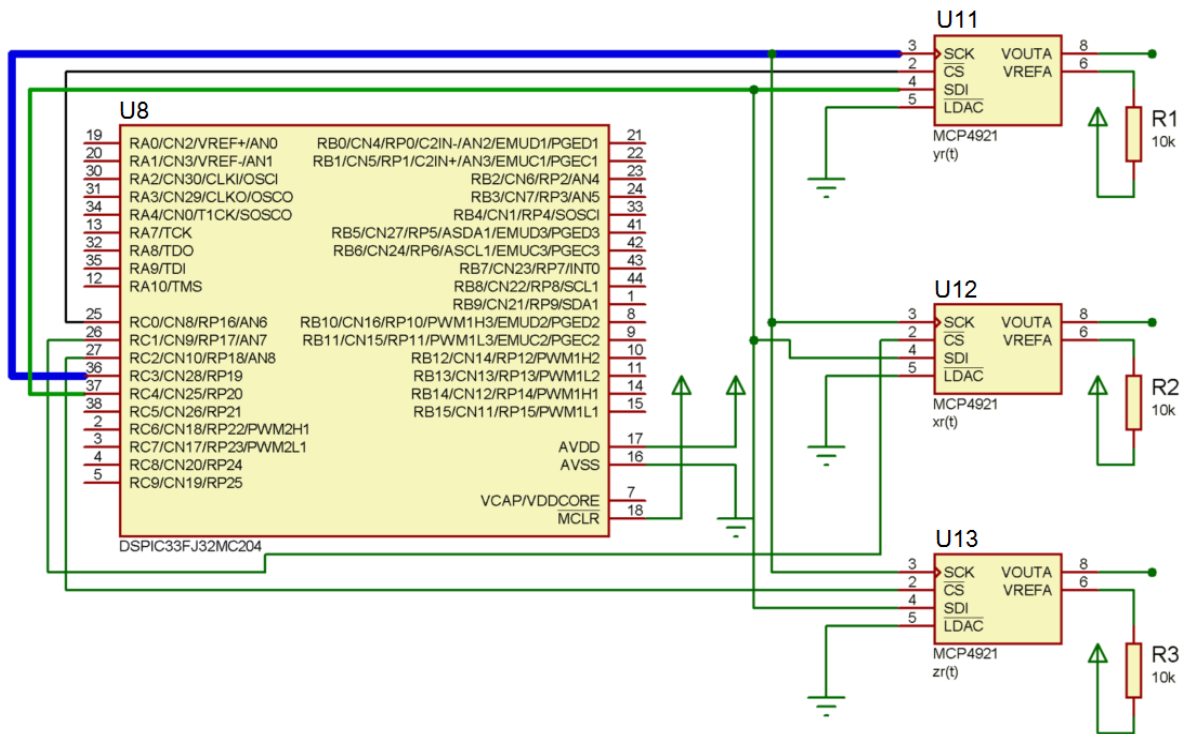 U11
3 SCK VOUTA 8
2 CS VREFA 6
4 SDI
5 LDAC
MCP4921
yr(t)
R1
10k
U8
19 RA0/CN2/VREF+/AN0 RB0/CN4/RP0/C2IN-/AN2/EMUD1/PGED1 21
20 RA1/CN3/VREF-/AN1 RB1/CN5/RP1/C2IN+/AN3/EMUC1/PGEC1 22
30 RA2/CN30/CLKI/OSCI RB2/CN6/RP2/AN4 23
31 RA3/CN29/CLKO/OSCO RB3/CN7/RP3/AN5 24
34 RA4/CN0/T1CK/SOSCO RB4/CN1/RP4/SOSCI 33
13 RA7/TCK RB5/CN27/RP5/ASDA1/EMUD3/PGED3 41
32 RA8/TDO RB6/CN24/RP6/ASCL1/EMUC3/PGEC3 42
35 RA9/TDI RB7/CN23/RP7/INT0 43
12 RA10/TMS RB8/CN22/RP8/SCL1 44
RB9/CN21/RP9/SDA1 1
25 RC0/CN8/RP16/AN6 RB10/CN16/RP10/PWM1H3/EMUD2/PGED2 8
26 RC1/CN9/RP17/AN7 RB11/CN15/RP11/PWM1L3/EMUC2/PGEC2 9
27 RC2/CN10/RP18/AN8 RB12/CN14/RP12/PWM1H2 10
36 RC3/CN28/RP19 RB13/CN13/RP13/PWM1L2 11
37 RC4/CN25/RP20 RB14/CN12/RP14/PWM1H1 14
38 RC5/CN26/RP21 RB15/CN11/RP15/PWM1L1 15
2 RC6/CN18/RP22/PWM2H1
3 RC7/CN17/RP23/PWM2L1 AVDD 17
4 RC8/CN20/RP24 AVSS 16
5 RC9/CN19/RP25
VCAP/VDDCORE 7
MCLR 18
DSPIC33FJ32MC204
U12
3 SCK VOUTA 8
2 CS VREFA 6
4 SDI
5 LDAC
MCP4921
xr(t)
R2
10k
U13
3 SCK VOUTA 8
2 CS VREFA 6
4 SDI
5 LDAC
MCP4921
zr(t)
R3
10k